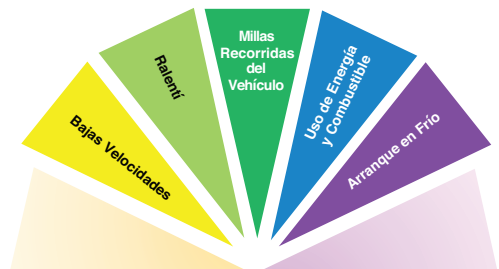 Bajas Velocidades
Ralentí
Millas
Recorridas
del
Vehículo
Uso de Energía
y Combustible
Arranque en Frío